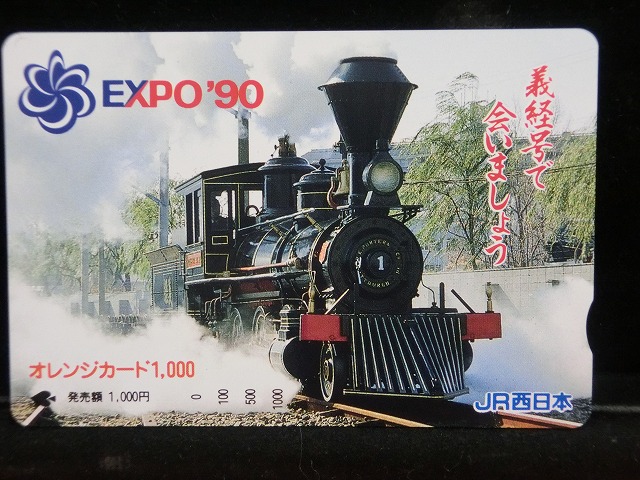 EXPO '90
義経号で
会いましょう
1
オレンジカード1,000
発売額 1,000円
0
100
500
1000
JR西日本